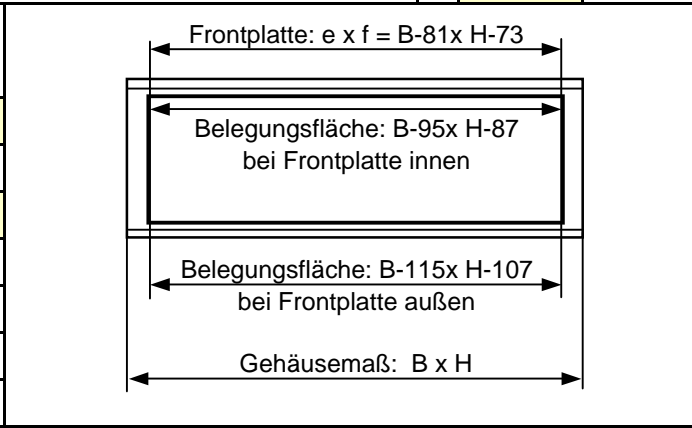 Frontplatte: e x f = B-81x H-73
Belegungsfläche: B-95x H-87
bei Frontplatte innen
Belegungsfläche: B-115x H-107
bei Frontplatte außen
Gehäusemaß:  B x H